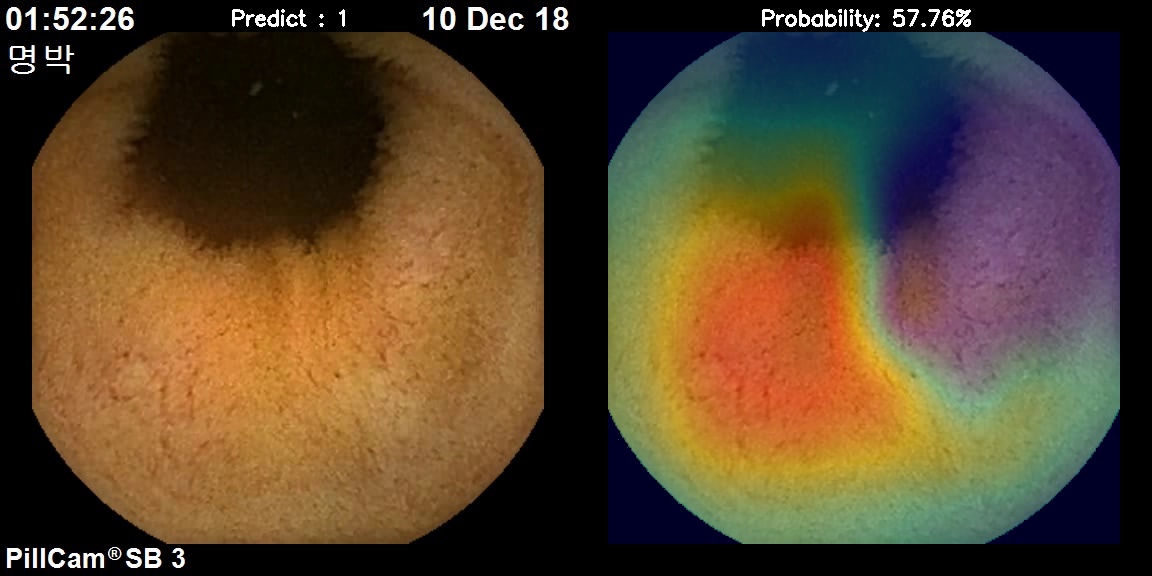 01:52:26
Predict : 1
10 Dec 18
Probability: 57.76%
명박
PillCam® SB 3